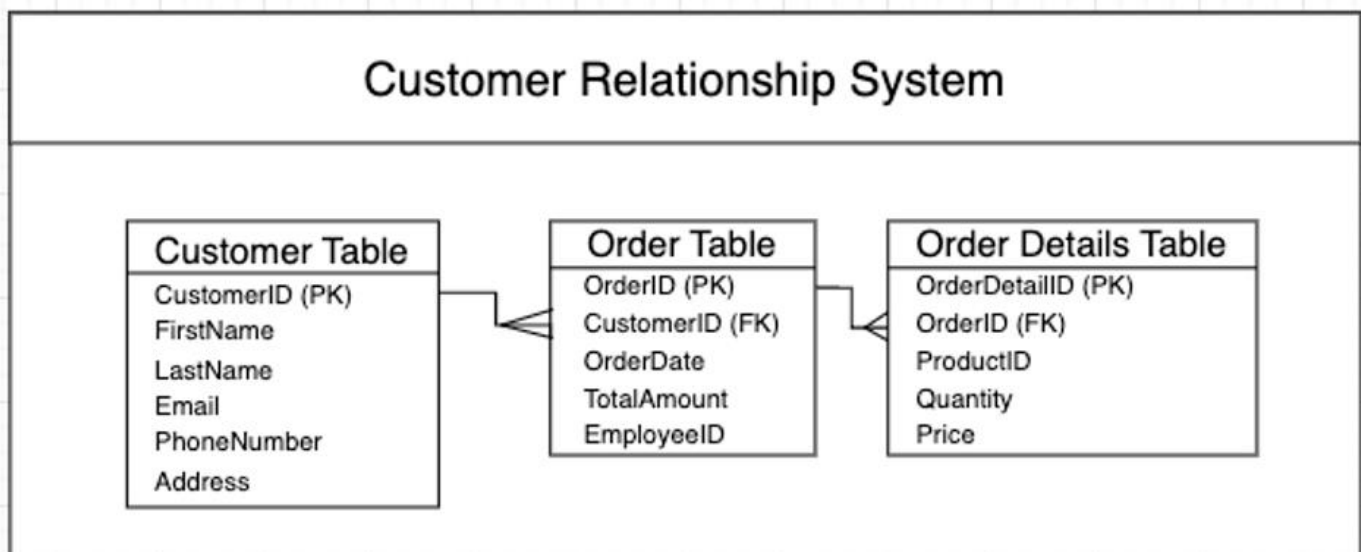 Customer Relationship System
Customer Table
CustomerID (PK)
FirstName
LastName
Email
PhoneNumber
Address
Order Table
OrderID (PK)
CustomerID (FK)
OrderDate
TotalAmount
EmployeeID
Order Details Table
OrderDetailID (PK)
OrderID (FK)
ProductID
Quantity
Price